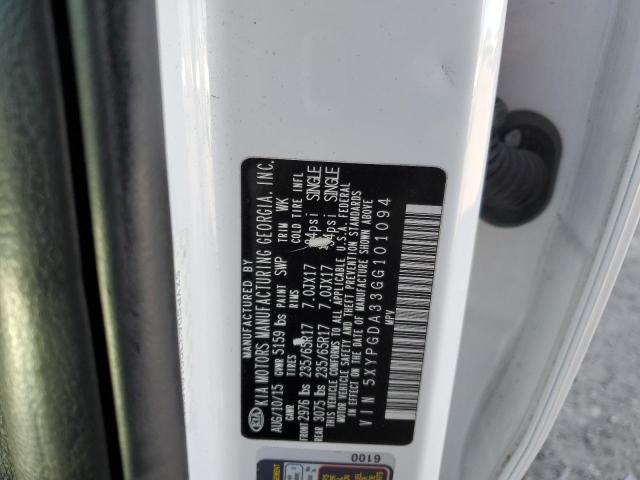 MANUFACTURED BY
KIA KIA MOTORS MANUFACTURING GEORGIA, INC.
AUG/10/15 GVWR 5159 lbs PAINT SWP TRIM WK
GAWR RIMS COLD TIRE INFL
FRONT 2976 lbs 235/65R17 7.0JX17 34psi SINGLE
REAR 3075 lbs 235/65R17 7.0JX17 34psi SINGLE
THIS VEHICLE CONFORMS TO ALL APPLICABLE U.S.A. FEDERAL
MOTOR VEHICLE SAFETY AND THEFT PREVENTION STANDARDS
IN EFFECT ON THE DATE OF MANUFACTURE SHOWN ABOVE
VIN 5XYPGDA33GG101094
MPV
6100